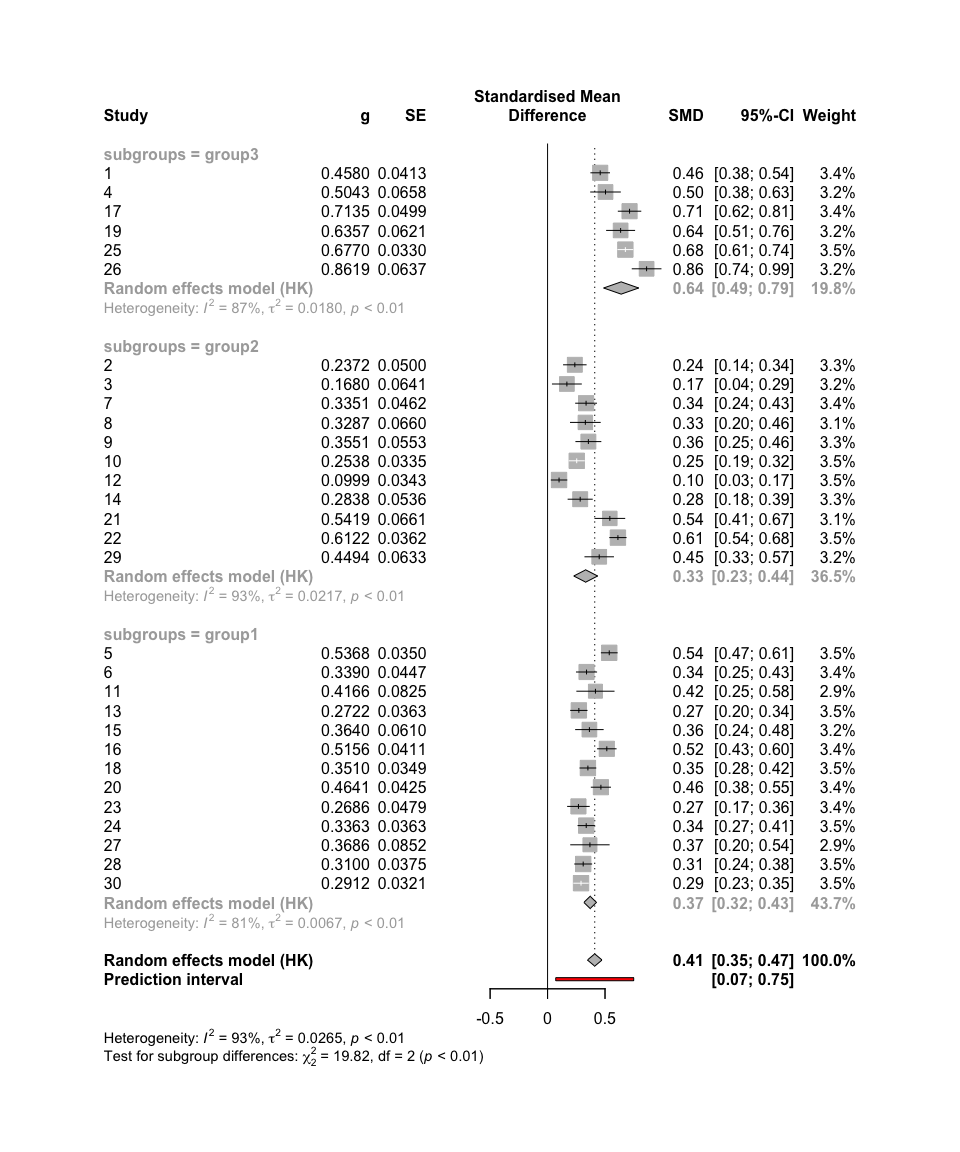 Standardised Mean
Study g SE Difference SMD 95%-CI Weight
subgroups = group3
1 0.4580 0.0413 0.46 [0.38; 0.54] 3.4%
4 0.5043 0.0658 0.50 [0.38; 0.63] 3.2%
17 0.7135 0.0499 0.71 [0.62; 0.81] 3.4%
19 0.6357 0.0621 0.64 [0.51; 0.76] 3.2%
25 0.6770 0.0330 0.68 [0.61; 0.74] 3.5%
26 0.8619 0.0637 0.86 [0.74; 0.99] 3.2%
Random effects model (HK) 0.64 [0.49; 0.79] 19.8%
Heterogeneity: I² = 87%, τ² = 0.0180, p < 0.01
subgroups = group2
2 0.2372 0.0500 0.24 [0.14; 0.34] 3.3%
3 0.1680 0.0641 0.17 [0.04; 0.29] 3.2%
7 0.3351 0.0462 0.34 [0.24; 0.43] 3.4%
8 0.3287 0.0660 0.33 [0.20; 0.46] 3.1%
9 0.3551 0.0553 0.36 [0.25; 0.46] 3.3%
10 0.2538 0.0335 0.25 [0.19; 0.32] 3.5%
12 0.0999 0.0343 0.10 [0.03; 0.17] 3.5%
14 0.2838 0.0536 0.28 [0.18; 0.39] 3.3%
21 0.5419 0.0661 0.54 [0.41; 0.67] 3.1%
22 0.6122 0.0362 0.61 [0.54; 0.68] 3.5%
29 0.4494 0.0633 0.45 [0.33; 0.57] 3.2%
Random effects model (HK) 0.33 [0.23; 0.44] 36.5%
Heterogeneity: I² = 93%, τ² = 0.0217, p < 0.01
subgroups = group1
5 0.5368 0.0350 0.54 [0.47; 0.61] 3.5%
6 0.3390 0.0447 0.34 [0.25; 0.43] 3.4%
11 0.4166 0.0825 0.42 [0.25; 0.58] 2.9%
13 0.2722 0.0363 0.27 [0.20; 0.34] 3.5%
15 0.3640 0.0610 0.36 [0.24; 0.48] 3.2%
16 0.5156 0.0411 0.52 [0.43; 0.60] 3.4%
18 0.3510 0.0349 0.35 [0.28; 0.42] 3.5%
20 0.4641 0.0425 0.46 [0.38; 0.55] 3.4%
23 0.2686 0.0479 0.27 [0.17; 0.36] 3.4%
24 0.3363 0.0363 0.34 [0.27; 0.41] 3.5%
27 0.3686 0.0852 0.37 [0.20; 0.54] 2.9%
28 0.3100 0.0375 0.31 [0.24; 0.38] 3.5%
30 0.2912 0.0321 0.29 [0.23; 0.35] 3.5%
Random effects model (HK) 0.37 [0.32; 0.43] 43.7%
Heterogeneity: I² = 81%, τ² = 0.0067, p < 0.01
Random effects model (HK) 0.41 [0.35; 0.47] 100.0%
Prediction interval [0.07; 0.75]
-0.5 0 0.5
Heterogeneity: I² = 93%, τ² = 0.0265, p < 0.01
Test for subgroup differences: χ²₂ = 19.82, df = 2 (p < 0.01)